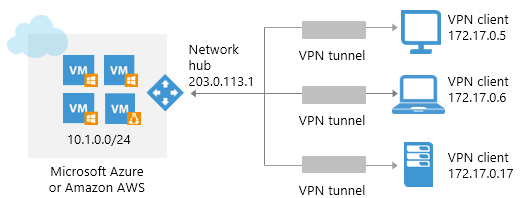 VM
VM
VM
VM
10.1.0.0/24
Microsoft Azure
or Amazon AWS
Network
hub
203.0.113.1
VPN tunnel
VPN client
172.17.0.5
VPN tunnel
VPN client
172.17.0.6
VPN tunnel
VPN client
172.17.0.17